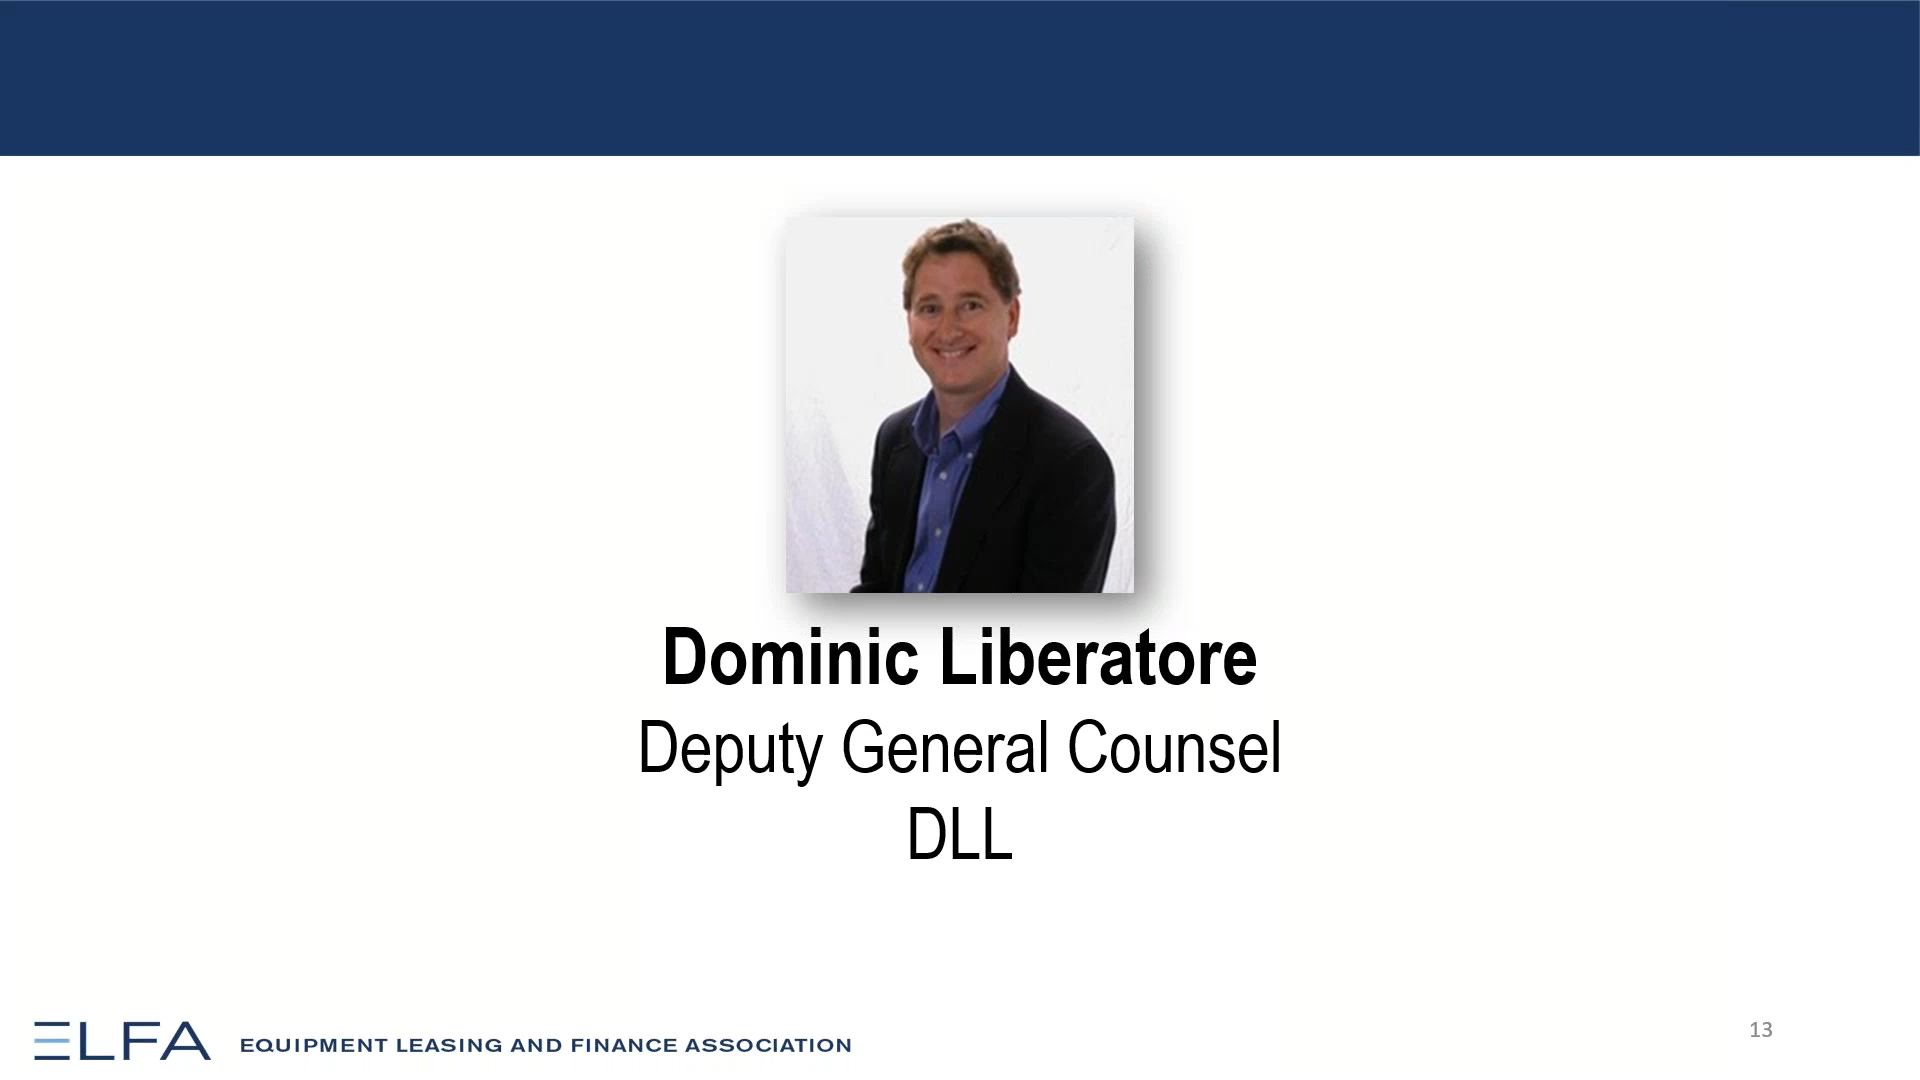 Dominic Liberatore
Deputy General Counsel
DLL
ELFA EQUIPMENT LEASING AND FINANCE ASSOCIATION
13